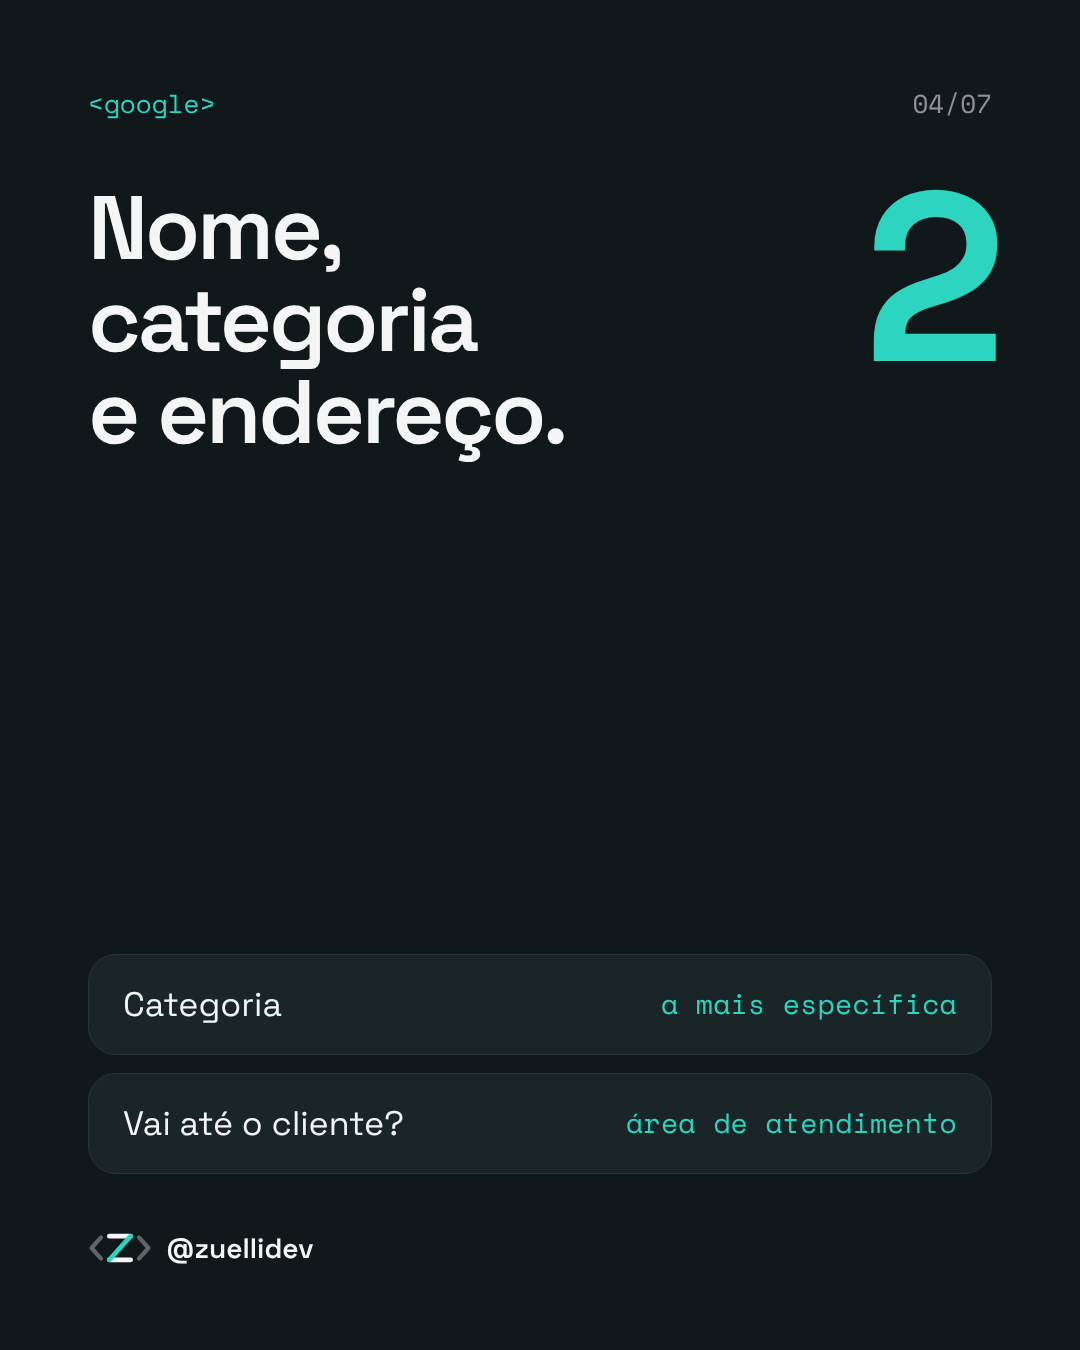 <google>
04/07
Nome,
categoria
e endereço.
2
Categoria
a mais específica
Vai até o cliente?
área de atendimento
<Z> @zuellidev